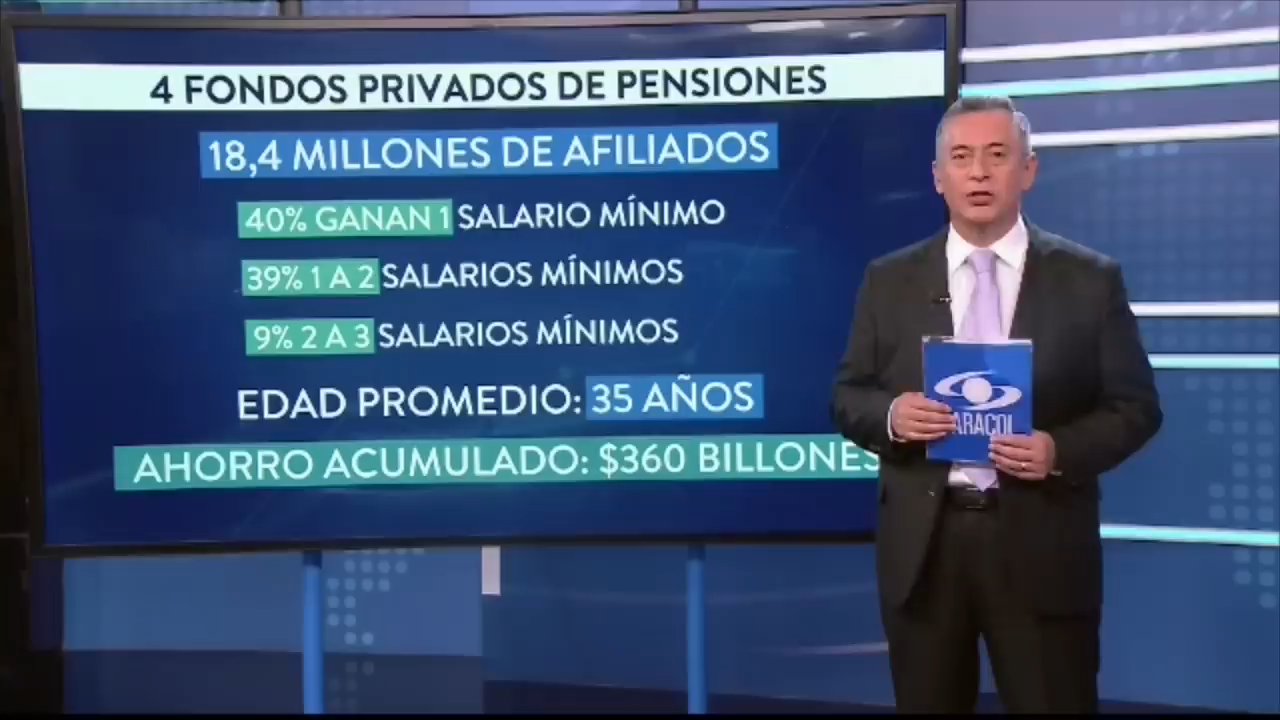 4 FONDOS PRIVADOS DE PENSIONES
18,4 MILLONES DE AFILIADOS
40% GANAN 1 SALARIO MÍNIMO
39% 1 A 2 SALARIOS MÍNIMOS
9% 2 A 3 SALARIOS MÍNIMOS
EDAD PROMEDIO: 35 AÑOS
AHORRO ACUMULADO: $360 BILLONES
ARACOL